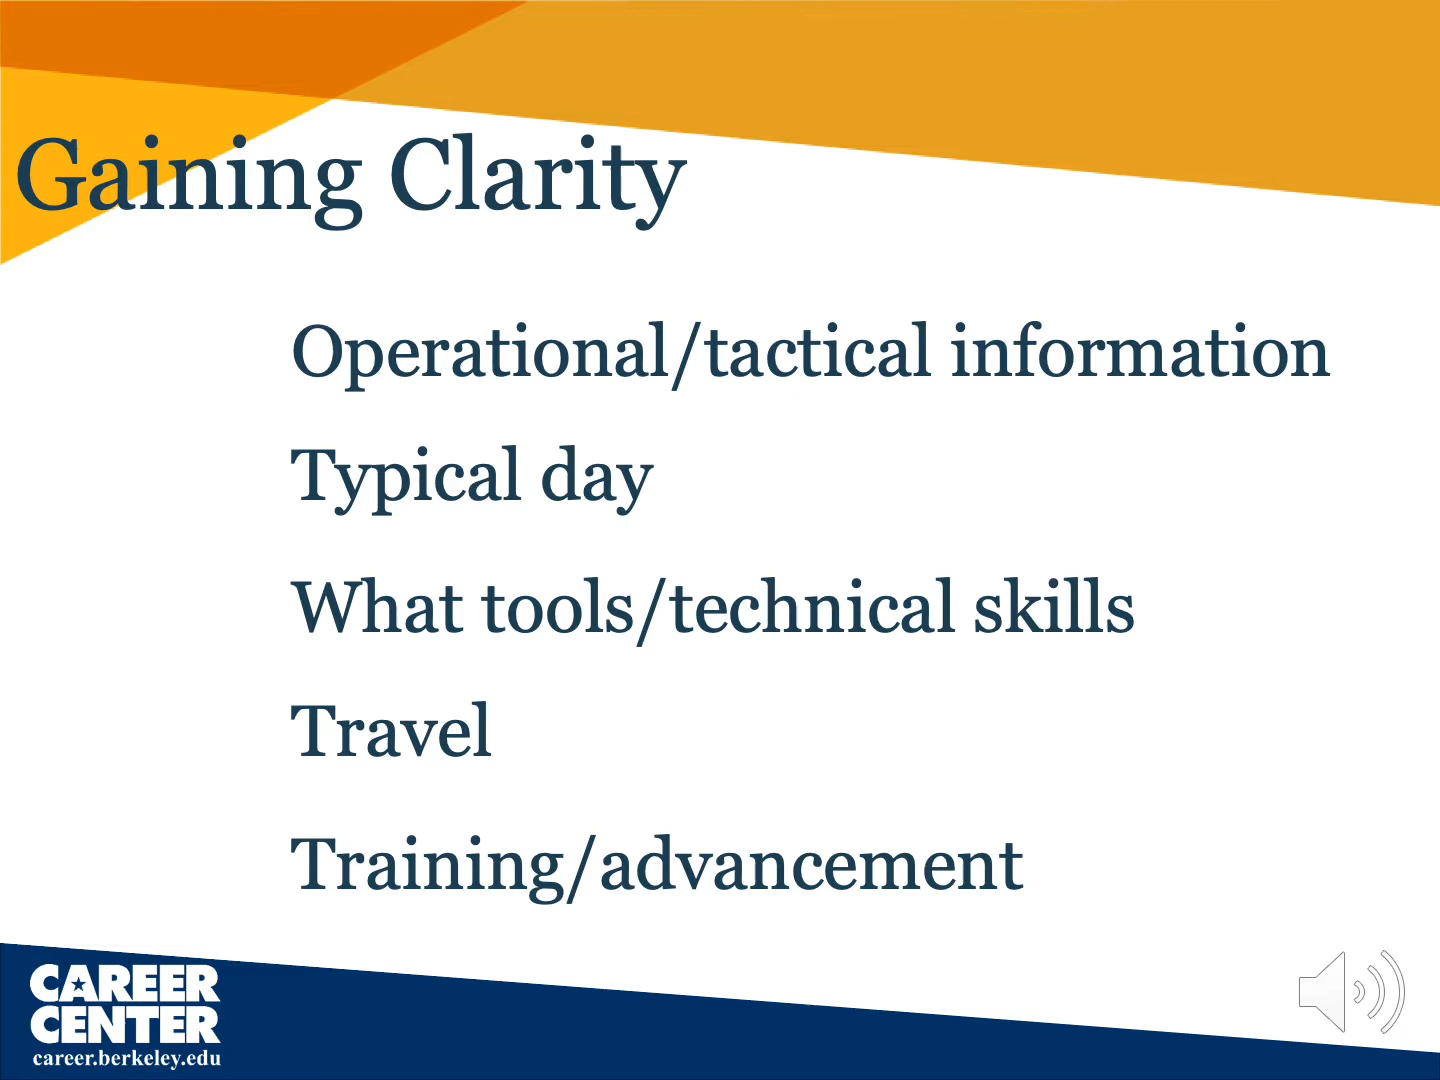 Gaining Clarity
Operational/tactical information
Typical day
What tools/technical skills
Travel
Training/advancement
CAREER
CENTER
career.berkeley.edu